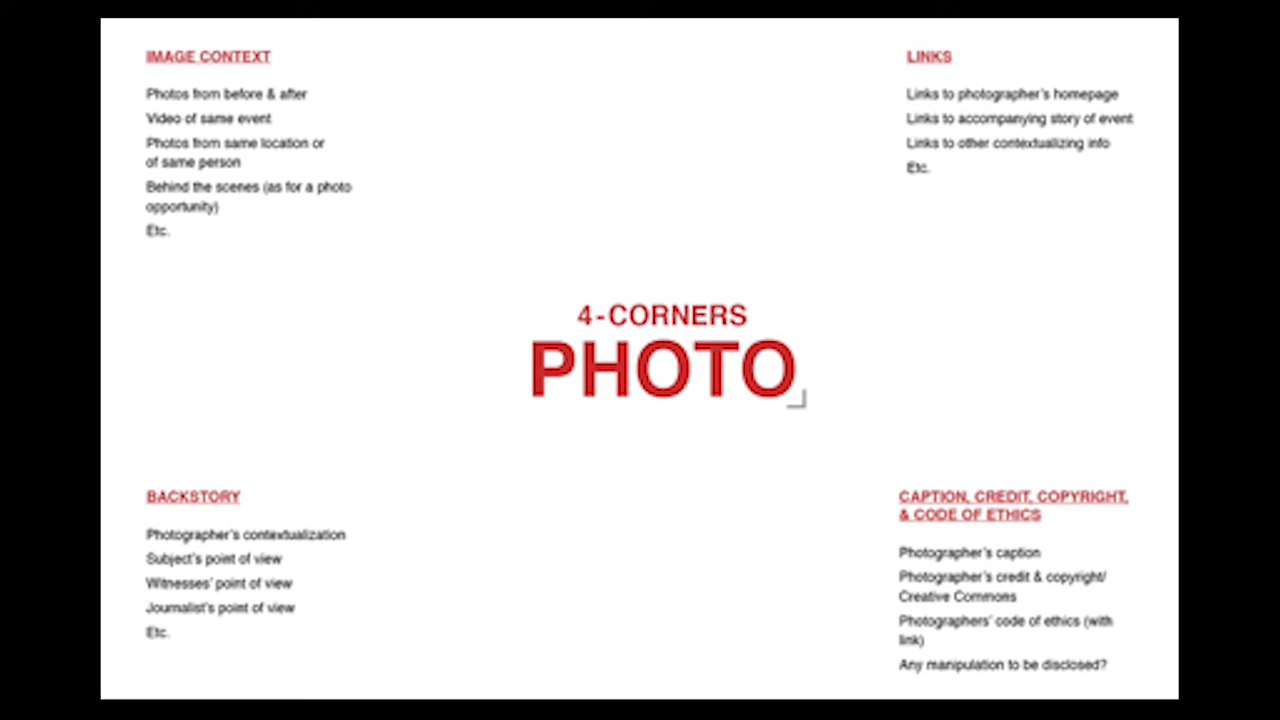 IMAGE CONTEXT
Photos from before & after
Video of same event
Photos from same location or
of same person
Behind the scenes (as for a photo
opportunity)
Etc.
LINKS
Links to photographer's homepage
Links to accompanying story of event
Links to other contextualizing info
Etc.
4-CORNERS
PHOTO
BACKSTORY
Photographer's contextualization
Subject's point of view
Witnesses' point of view
Journalist's point of view
Etc.
CAPTION, CREDIT, COPYRIGHT,
& CODE OF ETHICS
Photographer's caption
Photographer's credit & copyright/
Creative Commons
Photographers' code of ethics (with
link)
Any manipulation to be disclosed?